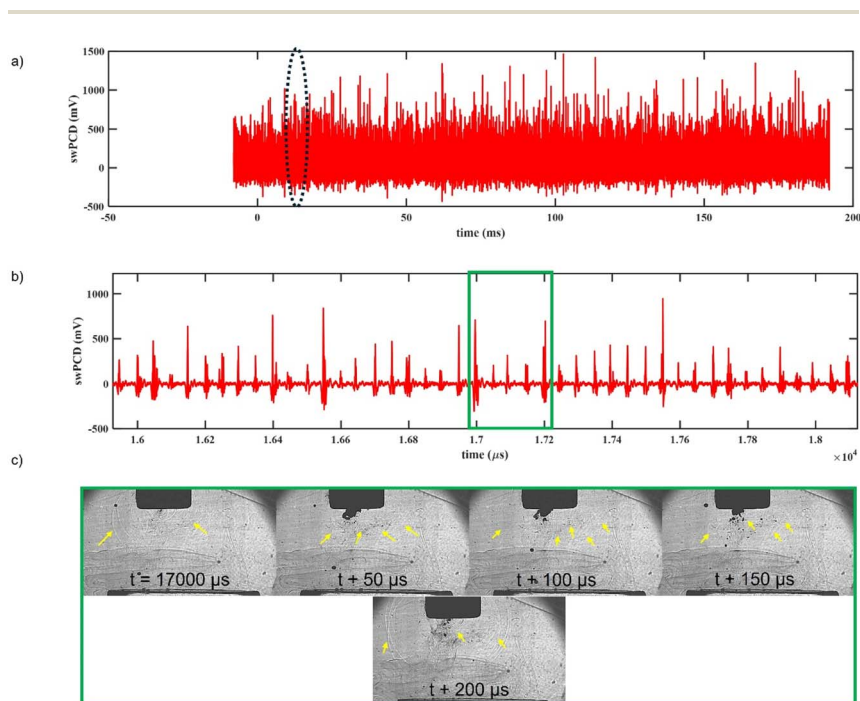 a)
swPCD (mV)
1500
1000
500
0
-500
-50 0 50 100 150 200
time (ms)
b)
swPCD (mV)
1000
500
0
-500
1.6 1.62 1.64 1.66 1.68 1.7 1.72 1.74 1.76 1.78 1.8
time (μs) ×10⁴
c)
t = 17000 μs t + 50 μs t + 100 μs t + 150 μs
t + 200 μs